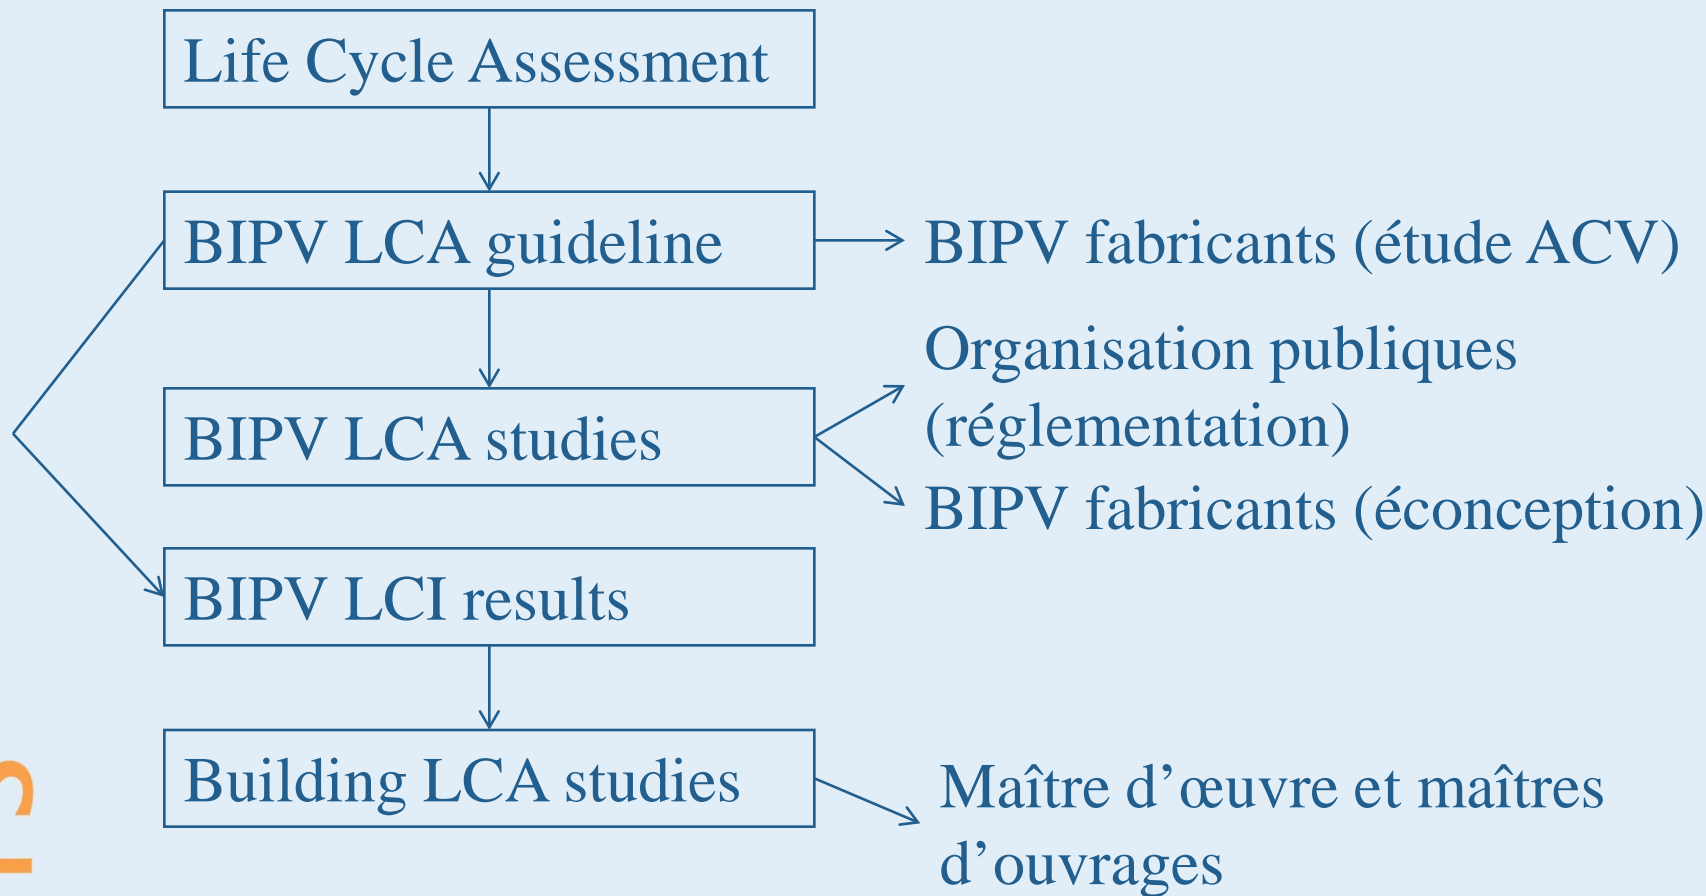 Life Cycle Assessment
BIPV LCA guideline
BIPV fabricants (étude ACV)
Organisation publiques
(réglementation)
BIPV LCA studies
BIPV fabricants (éconception)
BIPV LCI results
Building LCA studies
Maître d’œuvre et maîtres
d’ouvrages